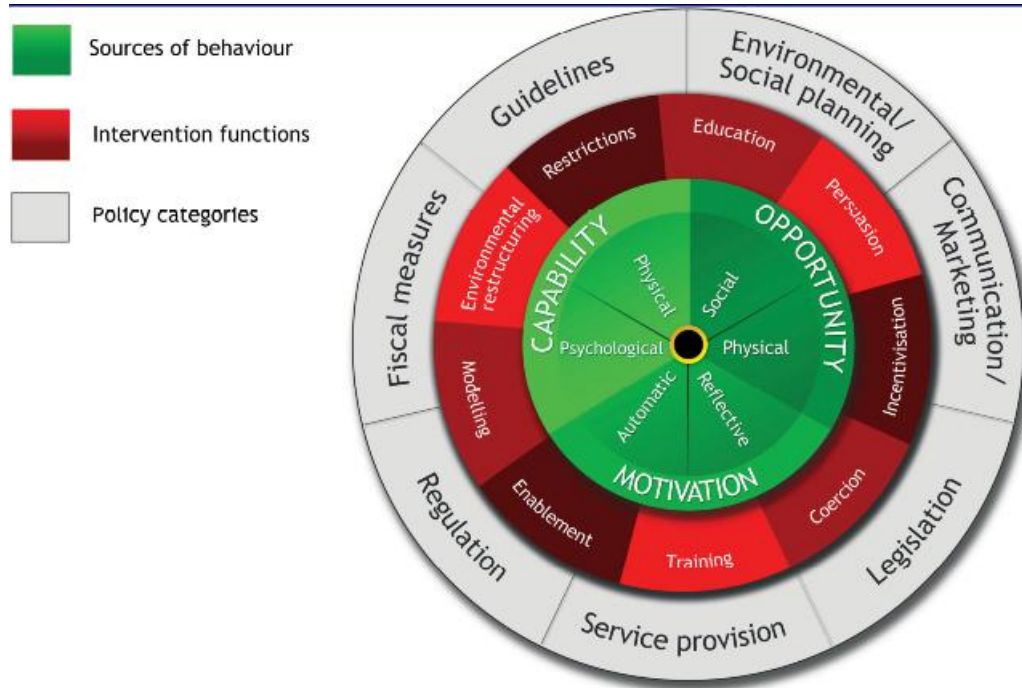 Sources of behaviour
Intervention functions
Policy categories
Guidelines
Environmental/
Social planning
Communication/
Marketing
Legislation
Service provision
Regulation
Fiscal measures
Restrictions
Education
Persuasion
Incentivisation
Coercion
Training
Enablement
Modelling
Environmental
restructuring
CAPABILITY
OPPORTUNITY
MOTIVATION
Physical
Social
Psychological
Physical
Automatic
Reflective